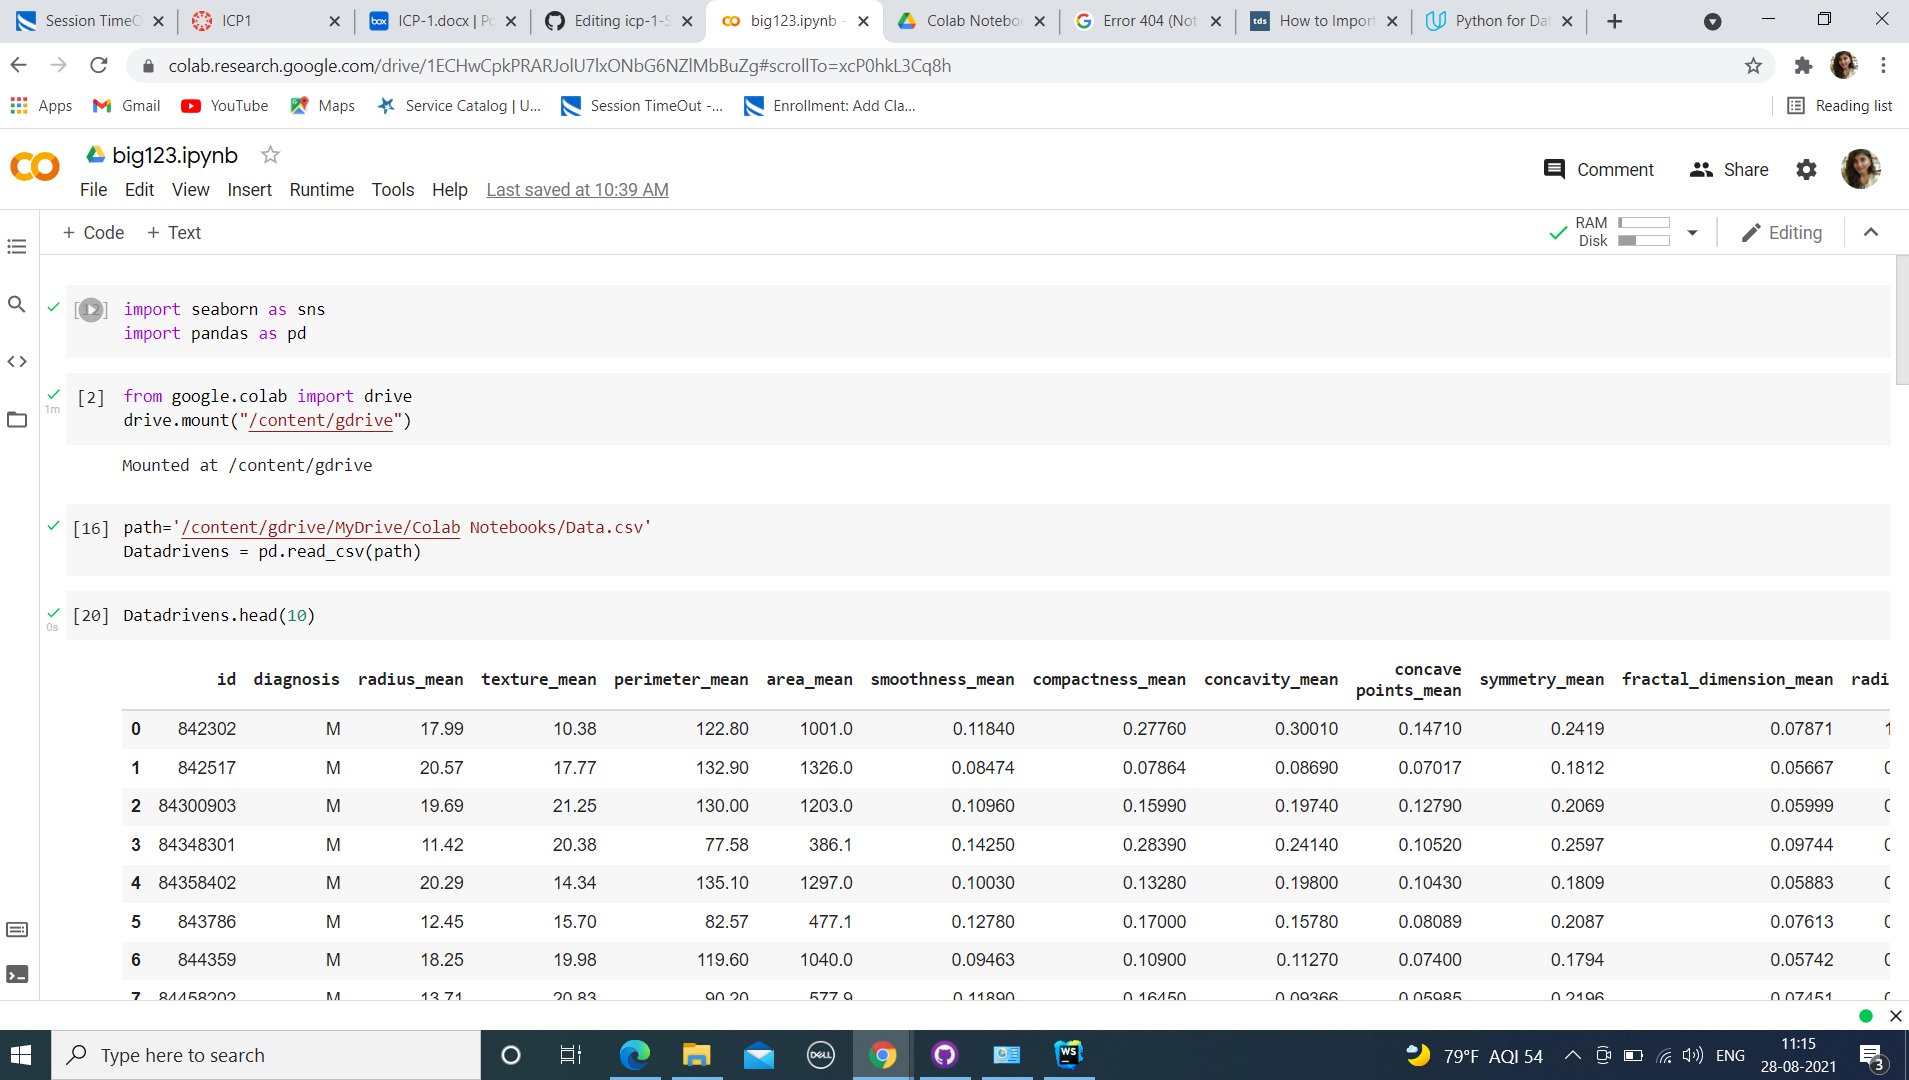 Session TimeO
ICP1
ICP-1.docx | Po
Editing icp-1-S
big123.ipynb -
Colab Noteboo
Error 404 (Not
How to Import
Python for Dat
colab.research.google.com/drive/1ECHwCpkPRARJolU7lxONbG6NZlMbBuZg#scrollTo=xcP0hkL3Cq8h
Apps
Gmail
YouTube
Maps
Service Catalog | U...
Session TimeOut -...
Enrollment: Add Cla...
Reading list
big123.ipynb
Comment
Share
File Edit View Insert Runtime Tools Help Last saved at 10:39 AM
+ Code + Text
RAM
Disk
Editing
[12] import seaborn as sns
import pandas as pd
1m
[2] from google.colab import drive
drive.mount("/content/gdrive")
Mounted at /content/gdrive
[16] path='/content/gdrive/MyDrive/Colab Notebooks/Data.csv'
Datadrivens = pd.read_csv(path)
0s
[20] Datadrivens.head(10)
id diagnosis radius_mean texture_mean perimeter_mean area_mean smoothness_mean compactness_mean concavity_mean concave points_mean symmetry_mean fractal_dimension_mean radi
0 842302 M 17.99 10.38 122.80 1001.0 0.11840 0.27760 0.30010 0.14710 0.2419 0.07871 1
1 842517 M 20.57 17.77 132.90 1326.0 0.08474 0.07864 0.08690 0.07017 0.1812 0.05667 0
2 84300903 M 19.69 21.25 130.00 1203.0 0.10960 0.15990 0.19740 0.12790 0.2069 0.05999 0
3 84348301 M 11.42 20.38 77.58 386.1 0.14250 0.28390 0.24140 0.10520 0.2597 0.09744 0
4 84358402 M 20.29 14.34 135.10 1297.0 0.10030 0.13280 0.19800 0.10430 0.1809 0.05883 0
5 843786 M 12.45 15.70 82.57 477.1 0.12780 0.17000 0.15780 0.08089 0.2087 0.07613 0
6 844359 M 18.25 19.98 119.60 1040.0 0.09463 0.10900 0.11270 0.07400 0.1794 0.05742 0
7 84458202 M 13.71 20.83 90.20 577.9 0.11890 0.16450 0.09366 0.05985 0.2196 0.07451 0
Type here to search
DELL
WS
79°F AQI 54
ENG
11:15
28-08-2021
3